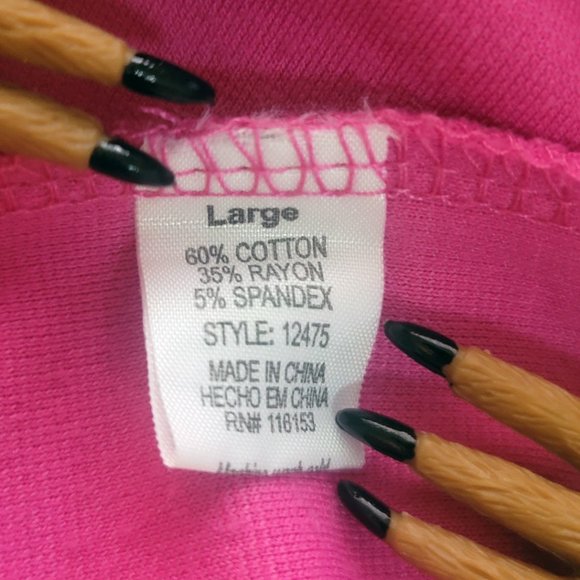 Large
60% COTTON
35% RAYON
5% SPANDEX
STYLE: 12475
MADE IN CHINA
HECHO EM CHINA
RN# 116153